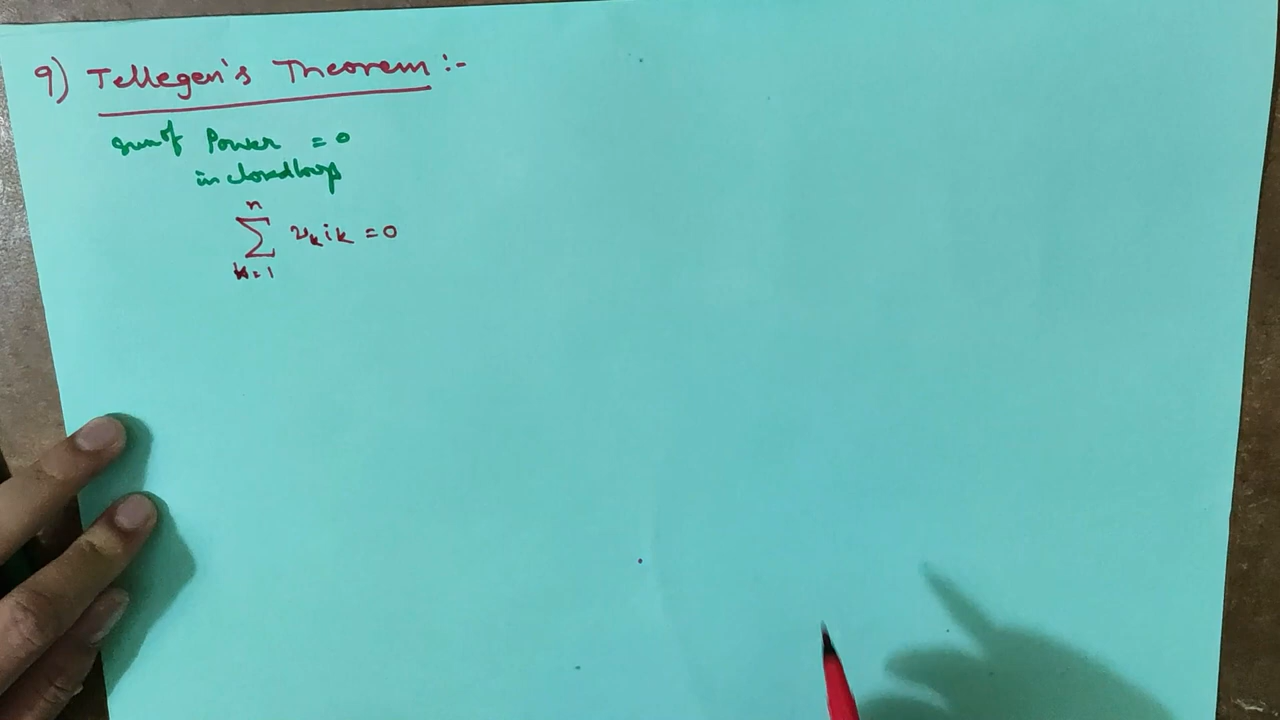 9) Tellegen's Theorem :-
sum of Power = 0
in closed loop
n
∑ vₖ iₖ = 0
k=1